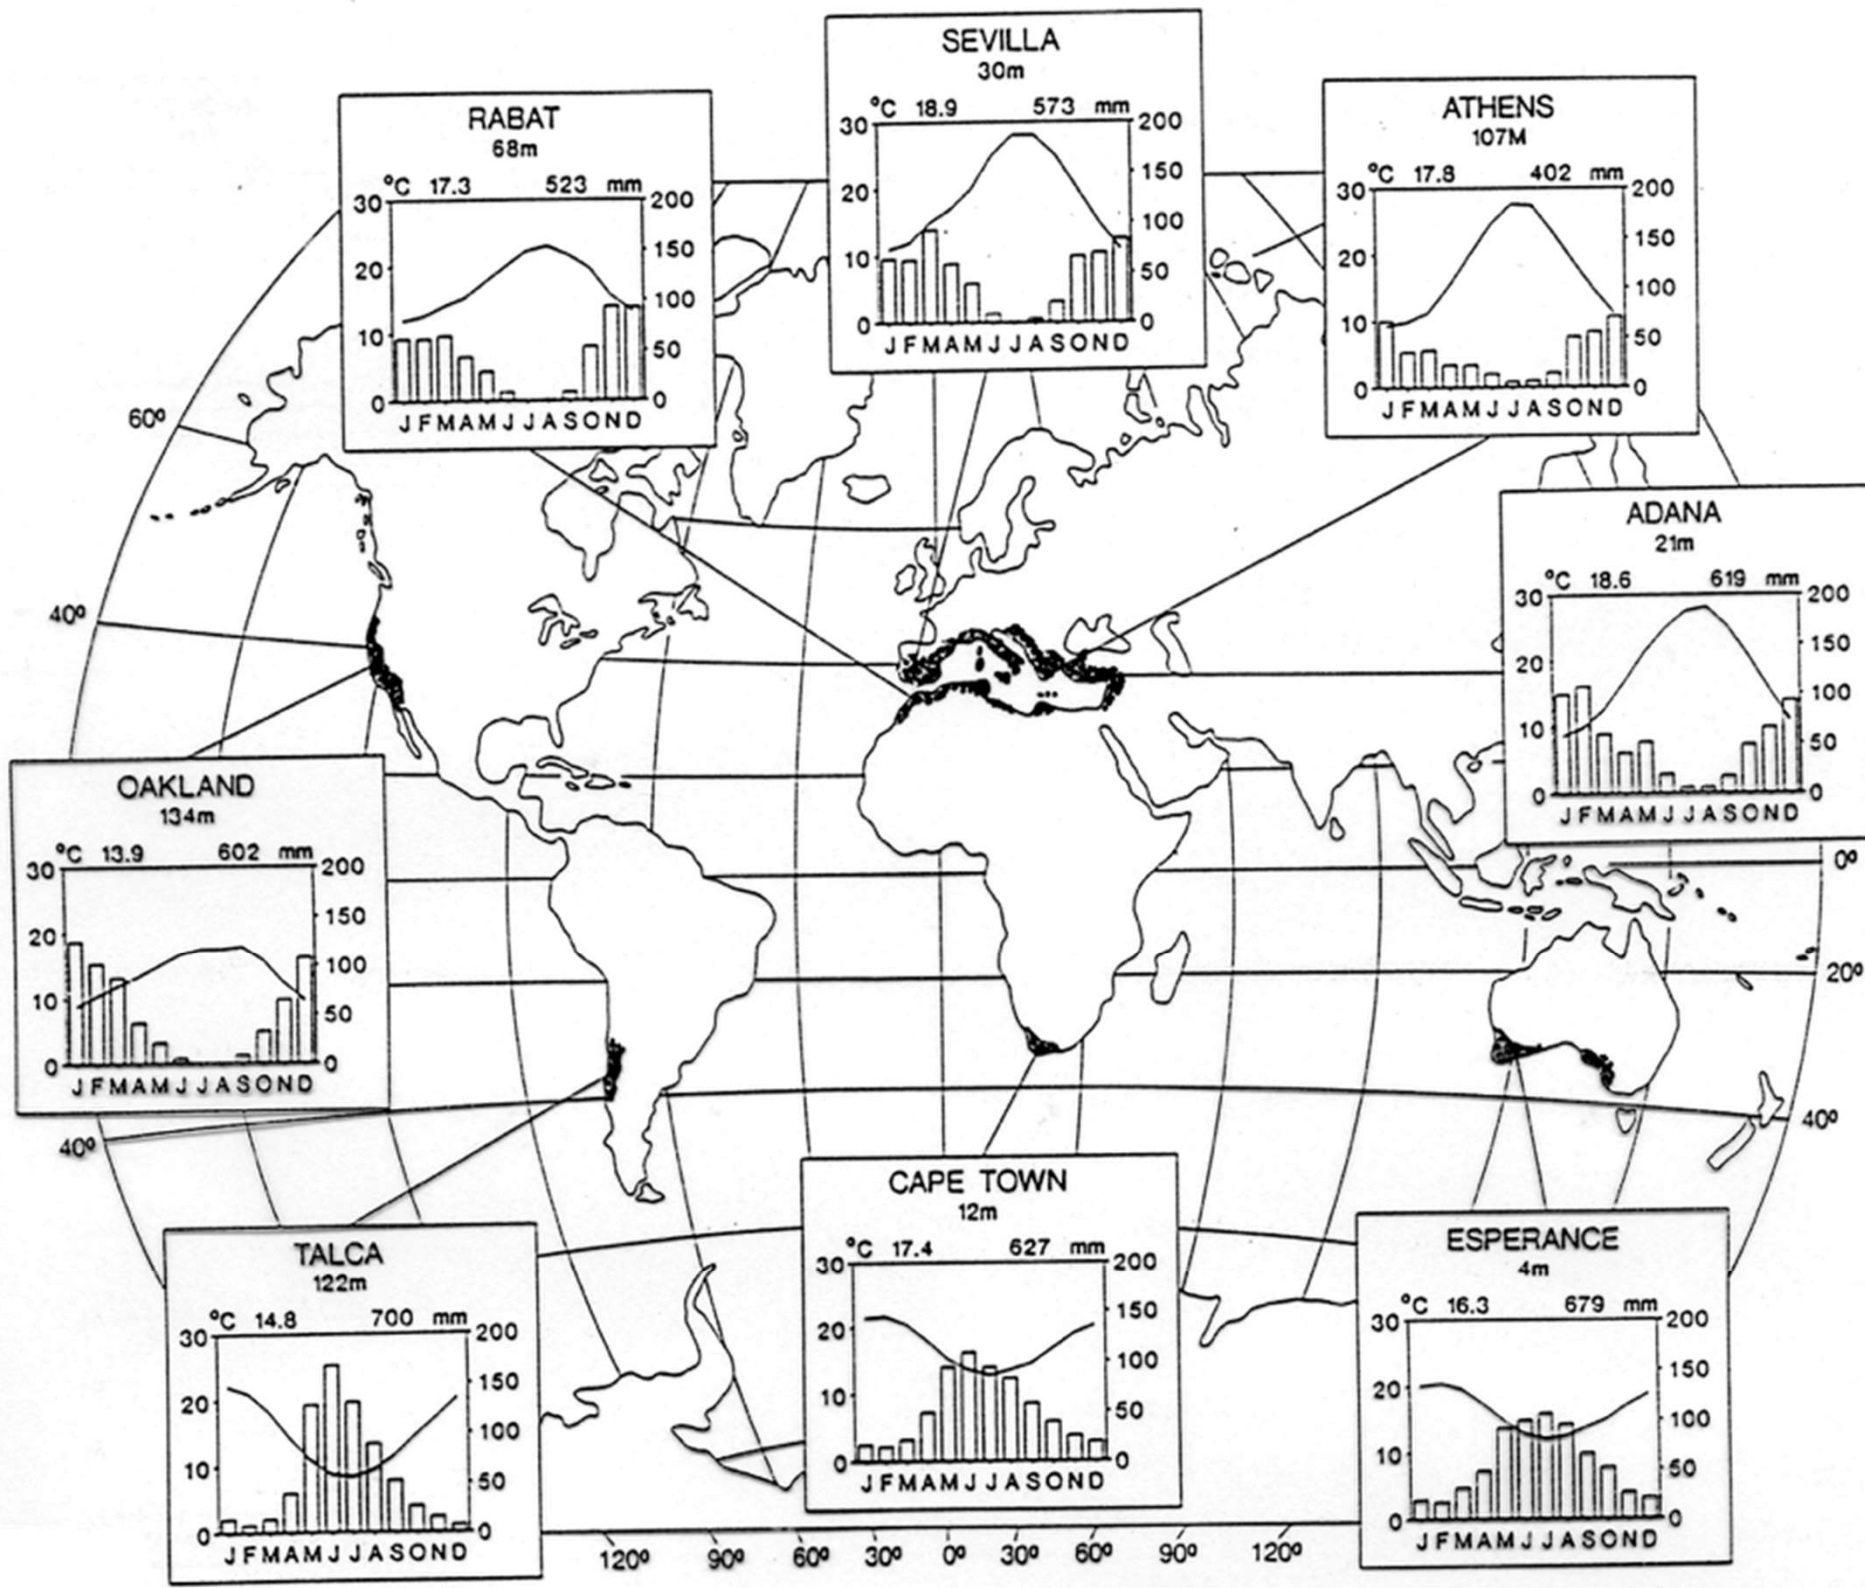 SEVILLA
30m
°C 18.9 573 mm
30 200
20 150
100
10 50
0 0
J F M A M J J A S O N D
RABAT
68m
°C 17.3 523 mm
30 200
20 150
100
10 50
0 0
J F M A M J J A S O N D
ATHENS
107M
°C 17.8 402 mm
30 200
20 150
100
10 50
0 0
J F M A M J J A S O N D
60º
40º
ADANA
21m
°C 18.6 619 mm
30 200
20 150
100
10 50
0 0
J F M A M J J A S O N D
OAKLAND
134m
°C 13.9 602 mm
30 200
20 150
100
10 50
0 0
J F M A M J J A S O N D
0º
20º
40º
40º
TALCA
122m
°C 14.8 700 mm
30 200
20 150
100
10 50
0 0
J F M A M J J A S O N D
CAPE TOWN
12m
°C 17.4 627 mm
30 200
20 150
100
10 50
0 0
J F M A M J J A S O N D
ESPERANCE
4m
°C 16.3 679 mm
30 200
20 150
100
10 50
0 0
J F M A M J J A S O N D
120º 90º 60º 30º 0º 30º 60º 90º 120º